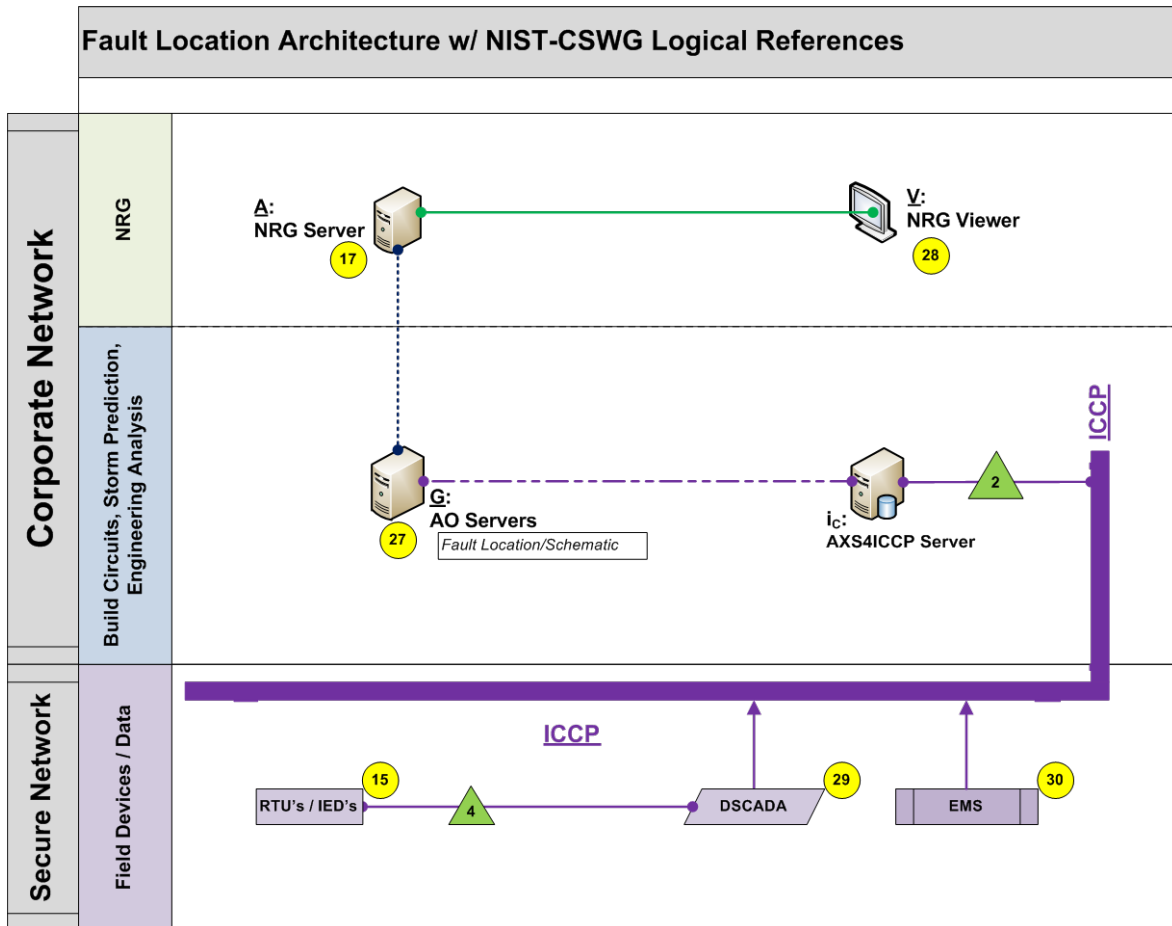 Fault Location Architecture w/ NIST-CSWG Logical References
Corporate Network
NRG
A:
NRG Server
17
V:
NRG Viewer
28
Build Circuits, Storm Prediction,
Engineering Analysis
G:
AO Servers
27
Fault Location/Schematic
ic:
AXS4ICCP Server
2
ICCP
Secure Network
Field Devices / Data
ICCP
RTU's / IED's
15
4
DSCADA
29
EMS
30